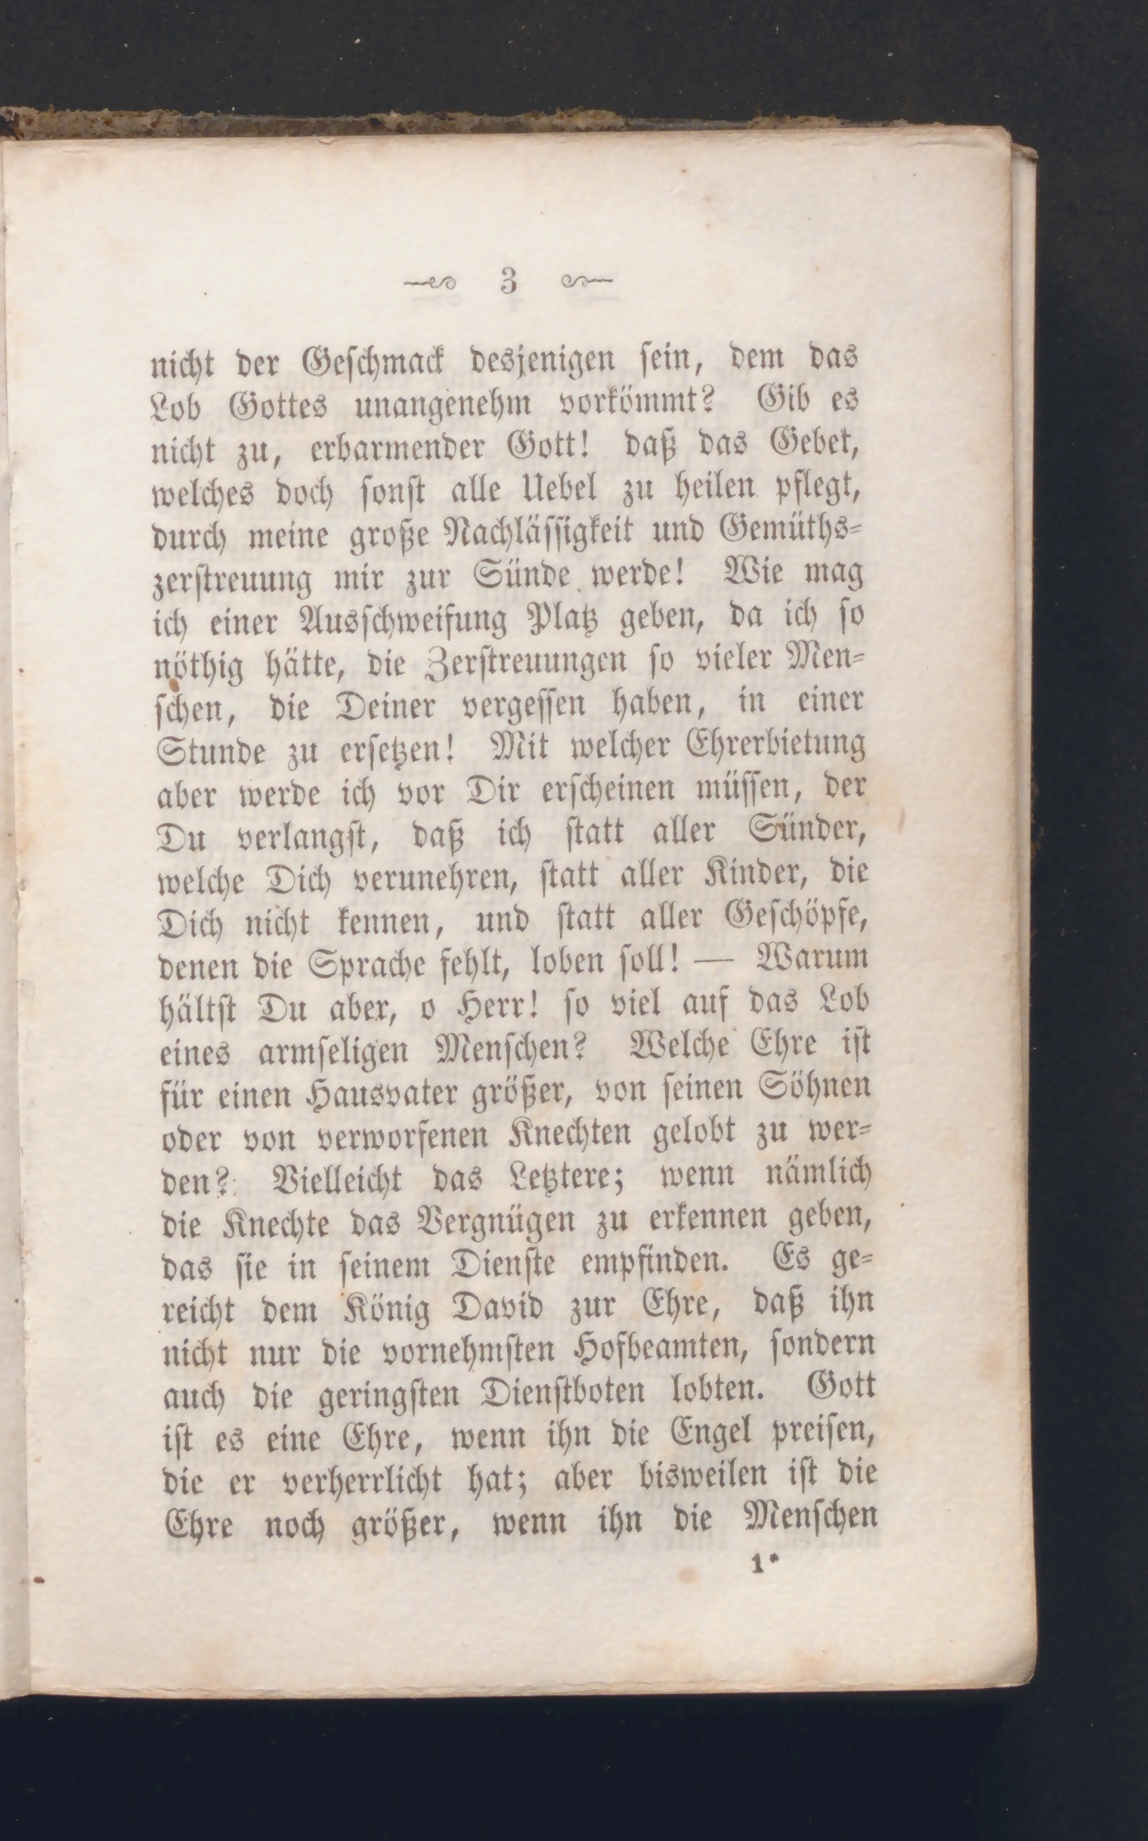 3
nicht der Geschmack desjenigen sein, dem das
Lob Gottes unangenehm vorkömmt? Gib es
nicht zu, erbarmender Gott! daß das Gebet,
welches doch sonst alle Uebel zu heilen pflegt,
durch meine große Nachlässigkeit und Gemüths-
zerstreuung mir zur Sünde werde! Wie mag
ich einer Ausschweifung Platz geben, da ich so
nöthig hätte, die Zerstreuungen so vieler Men-
schen, die Deiner vergessen haben, in einer
Stunde zu ersetzen! Mit welcher Ehrerbietung
aber werde ich vor Dir erscheinen müssen, der
Du verlangst, daß ich statt aller Sünder,
welche Dich verunehren, statt aller Kinder, die
Dich nicht kennen, und statt aller Geschöpfe,
denen die Sprache fehlt, loben soll! — Warum
hältst Du aber, o Herr! so viel auf das Lob
eines armseligen Menschen? Welche Ehre ist
für einen Hausvater größer, von seinen Söhnen
oder von verworfenen Knechten gelobt zu wer-
den? Vielleicht das Letztere; wenn nämlich
die Knechte das Vergnügen zu erkennen geben,
das sie in seinem Dienste empfinden. Es ge-
reicht dem König David zur Ehre, daß ihn
nicht nur die vornehmsten Hofbeamten, sondern
auch die geringsten Dienstboten lobten. Gott
ist es eine Ehre, wenn ihn die Engel preisen,
die er verherrlicht hat; aber bisweilen ist die
Ehre noch größer, wenn ihn die Menschen
1*